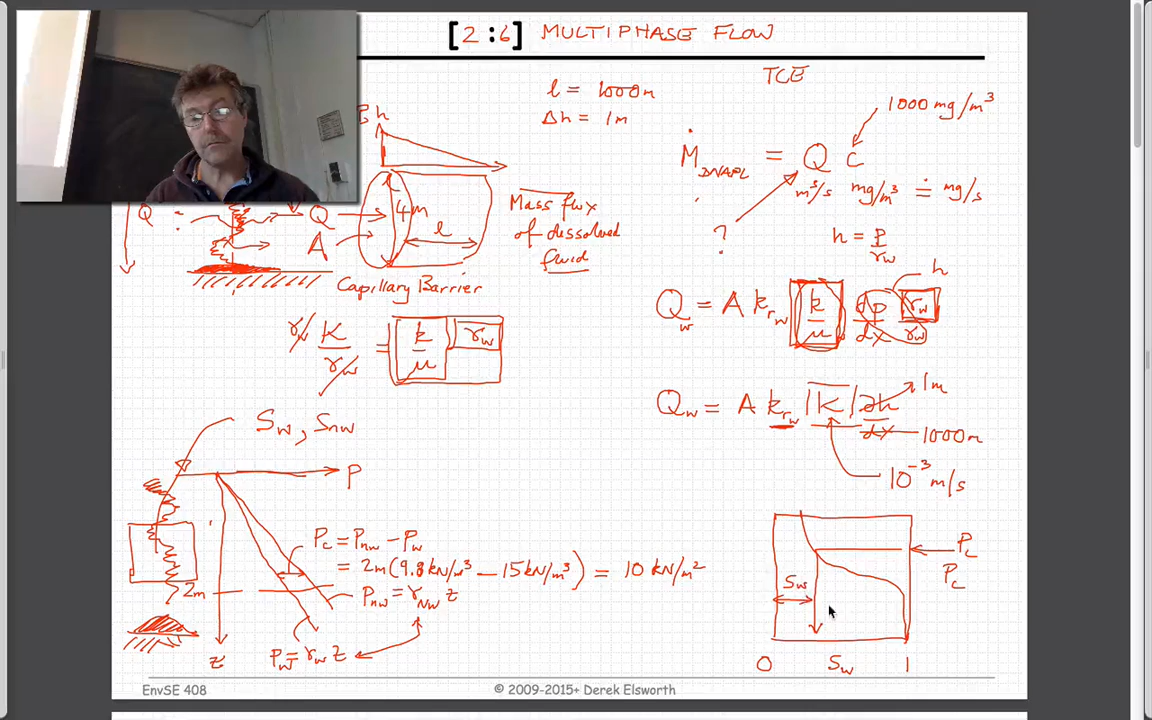 [2:6] MULTIPHASE FLOW
TCE
l = 1000m
Δh = 1m
1000 mg/m³
h
Ṁ_DNAPL = Q C
m³/s mg/m³ ≐ mg/s
Q
Q
A
4m
l
Mass flux
of dissolved
fluid
?
h = P/γw
h
Capillary Barrier
Qw = A krw k/μ dp/dx γw/γw
K/γw = k/μ γw
Qw = A krw |K| ∂h/dx
1m
1000m
10⁻³ m/s
Sw, Snw
P
Pc = Pnw − Pw
= 2m (9.8 kN/m³ − 15 kN/m³) = 10 kN/m²
2m
Pnw = γNw z
z
Pw = γw z
Pc
Pc
Sw
0 Sw 1
EnvSE 408
© 2009-2015+ Derek Elsworth